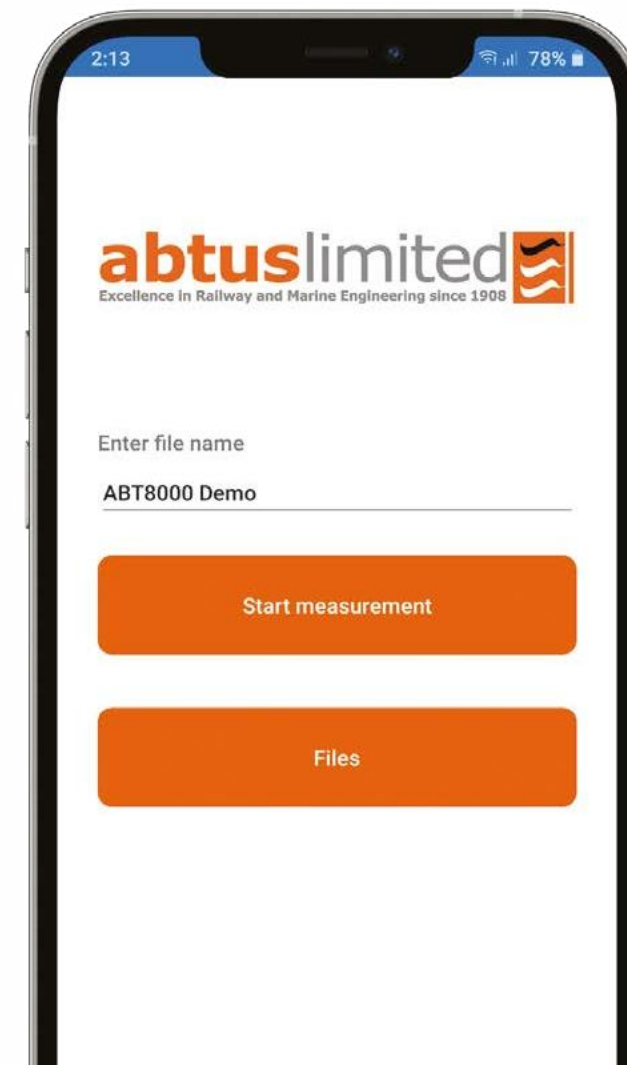 2:13 78%
abtuslimited
Excellence in Railway and Marine Engineering since 1908
Enter file name
ABT8000 Demo
Start measurement
Files